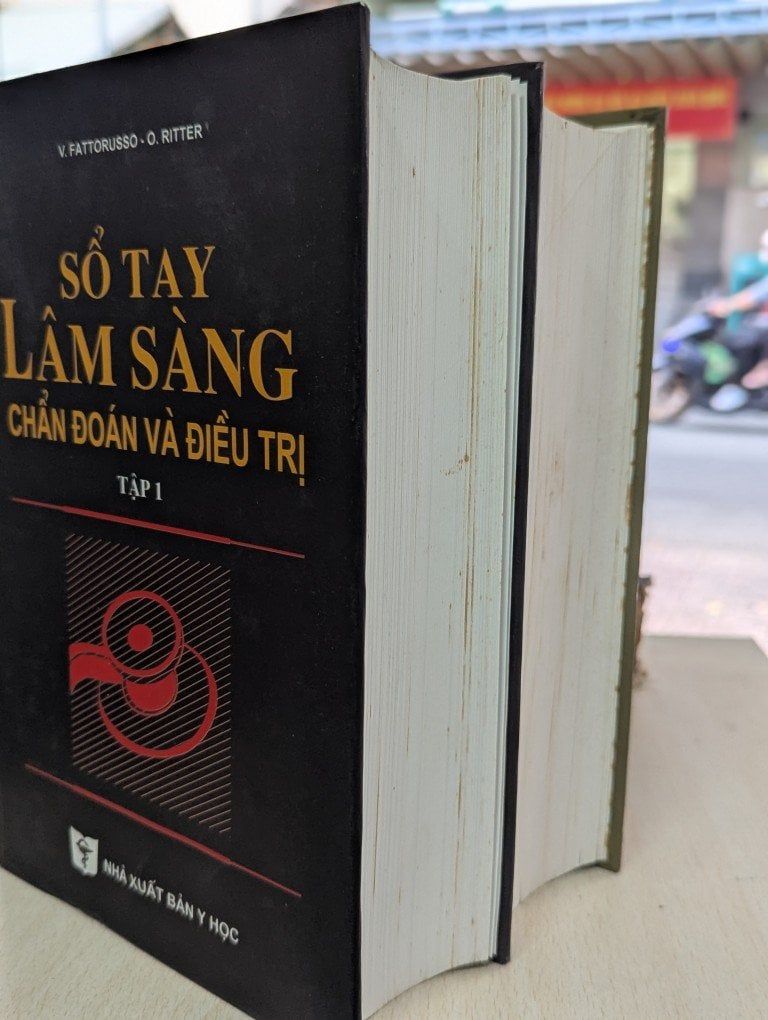 V. FATTORUSSO - O. RITTER
SỔ TAY
LÂM SÀNG
CHẨN ĐOÁN VÀ ĐIỀU TRỊ
TẬP 1
NHÀ XUẤT BẢN Y HỌC